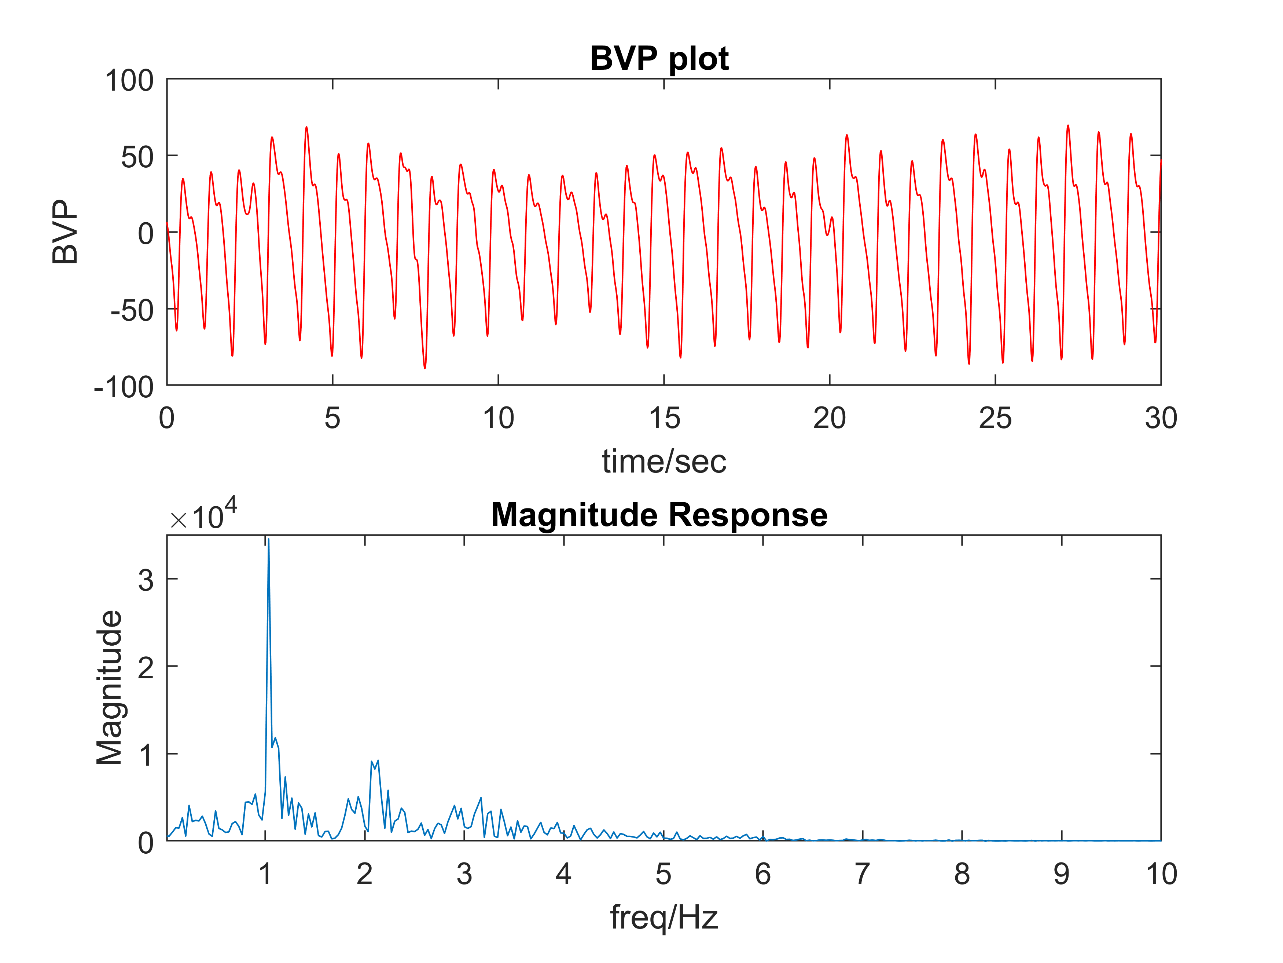 BVP plot
100
50
0
-50
-100
BVP
0 5 10 15 20 25 30
time/sec
Magnitude Response
×10^4
3
2
1
0
Magnitude
1 2 3 4 5 6 7 8 9 10
freq/Hz